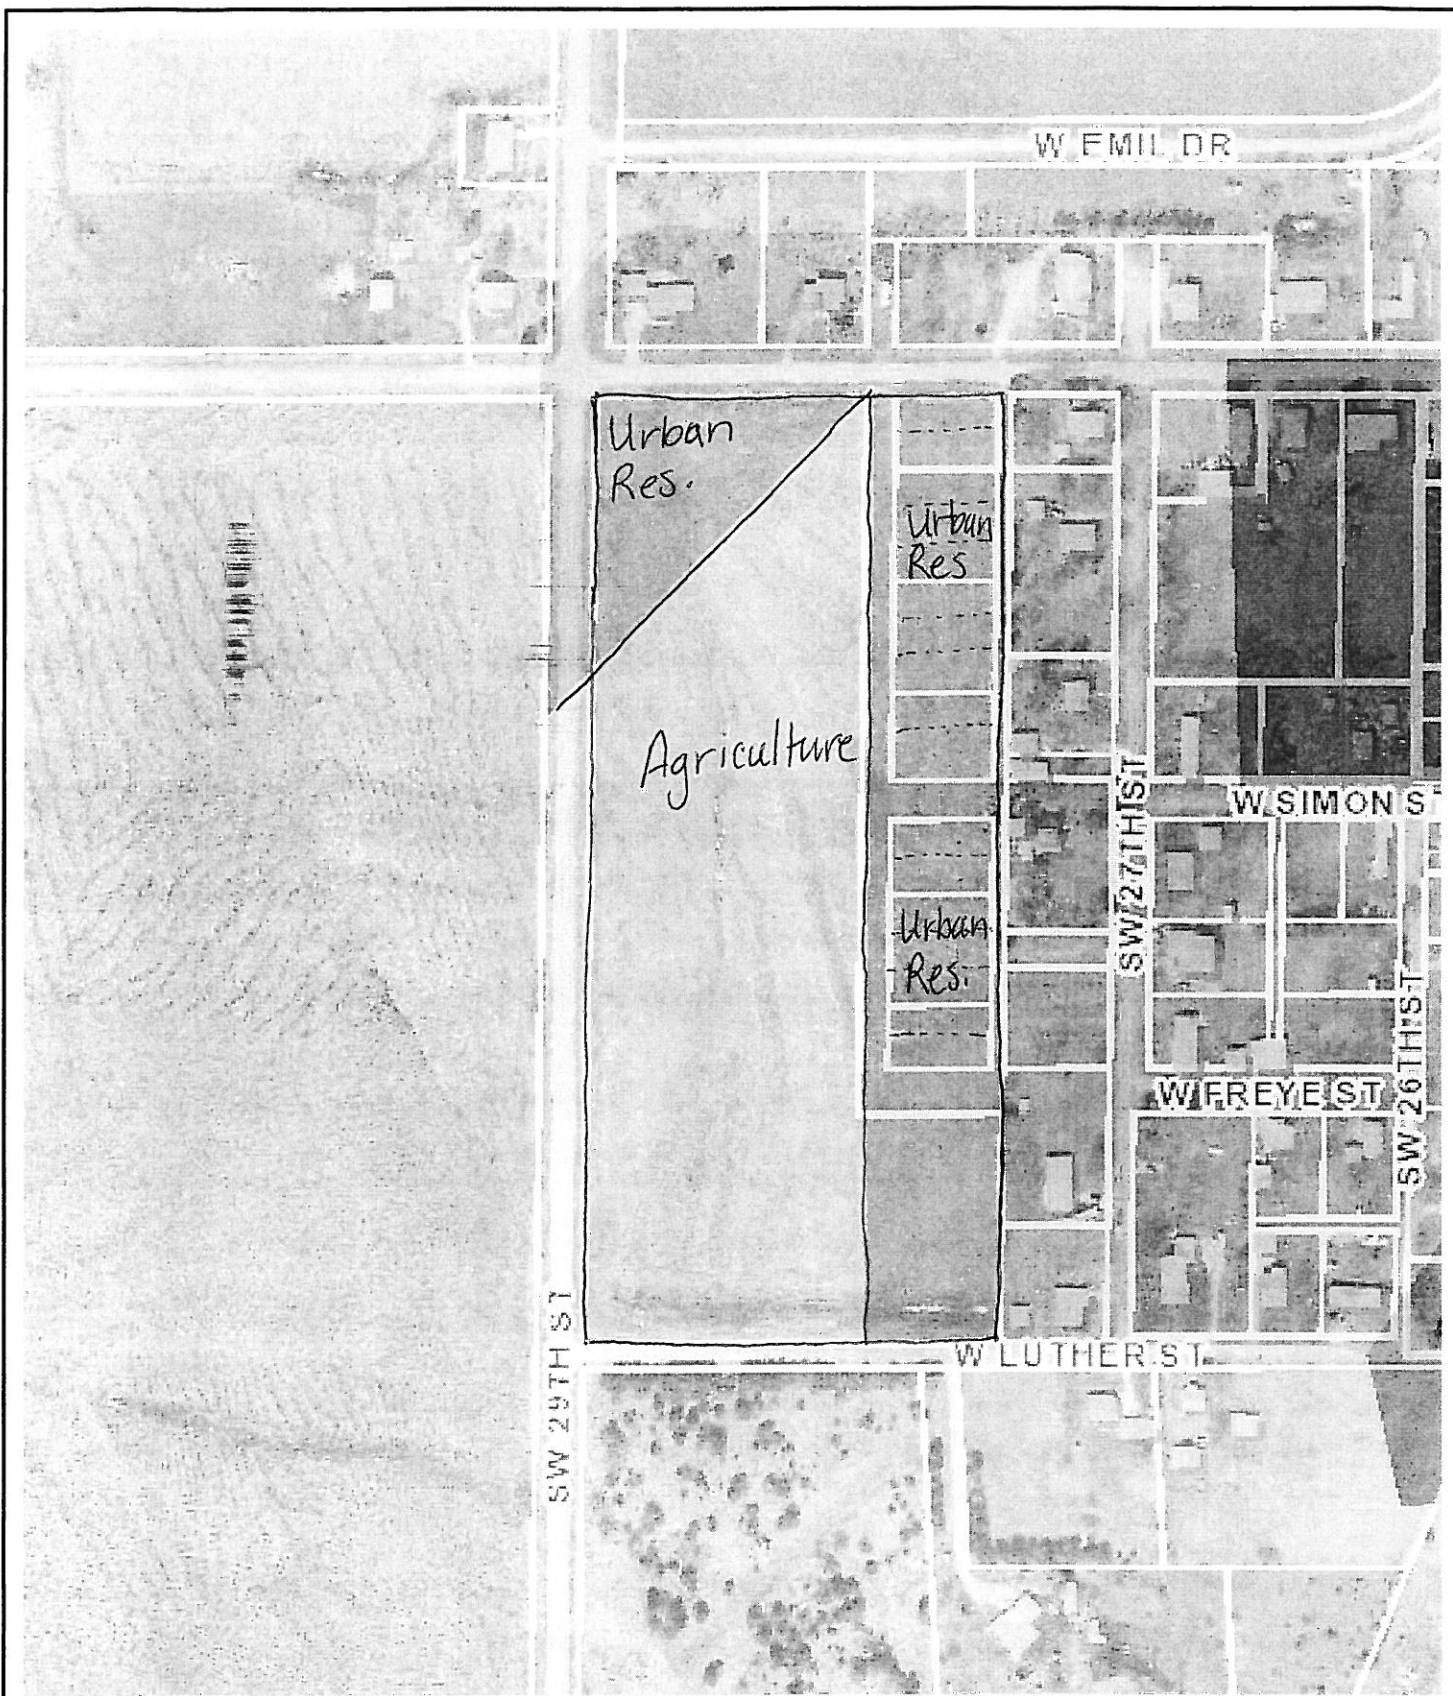 W EMIL DR
Urban
Res.
Urban
Res
Agriculture
W SIMON S
SW 27TH ST
Urban
Res.
W FREYE ST
SW 26TH ST
SW 29TH ST
W LUTHER ST